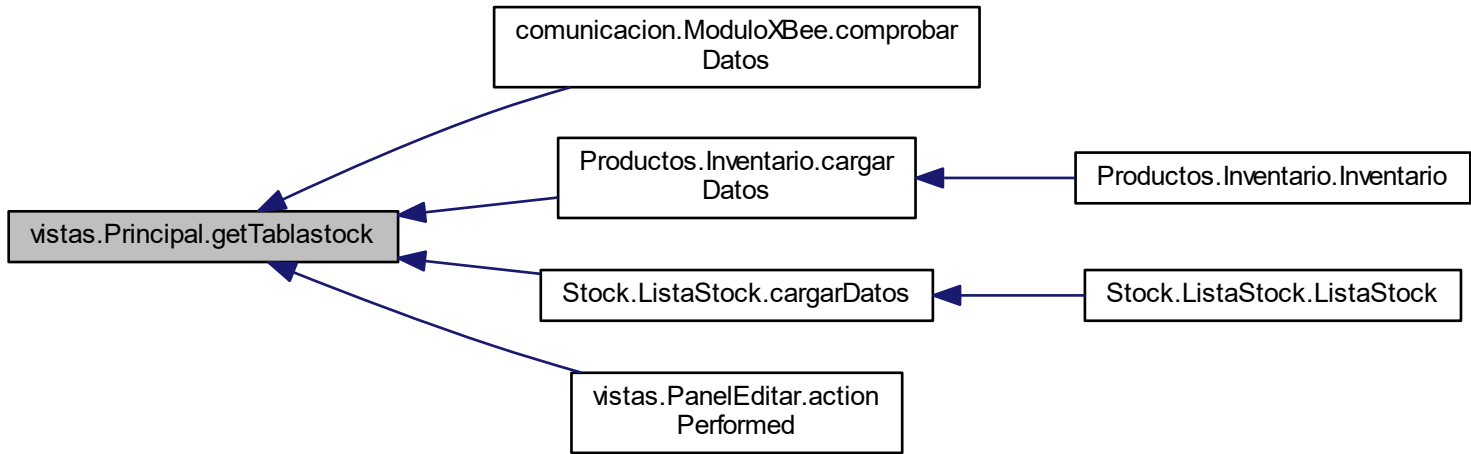 comunicacion.ModuloXBee.comprobar
Datos
Productos.Inventario.cargar
Datos
Productos.Inventario.Inventario
vistas.Principal.getTablastock
Stock.ListaStock.cargarDatos
Stock.ListaStock.ListaStock
vistas.PanelEditar.action
Performed